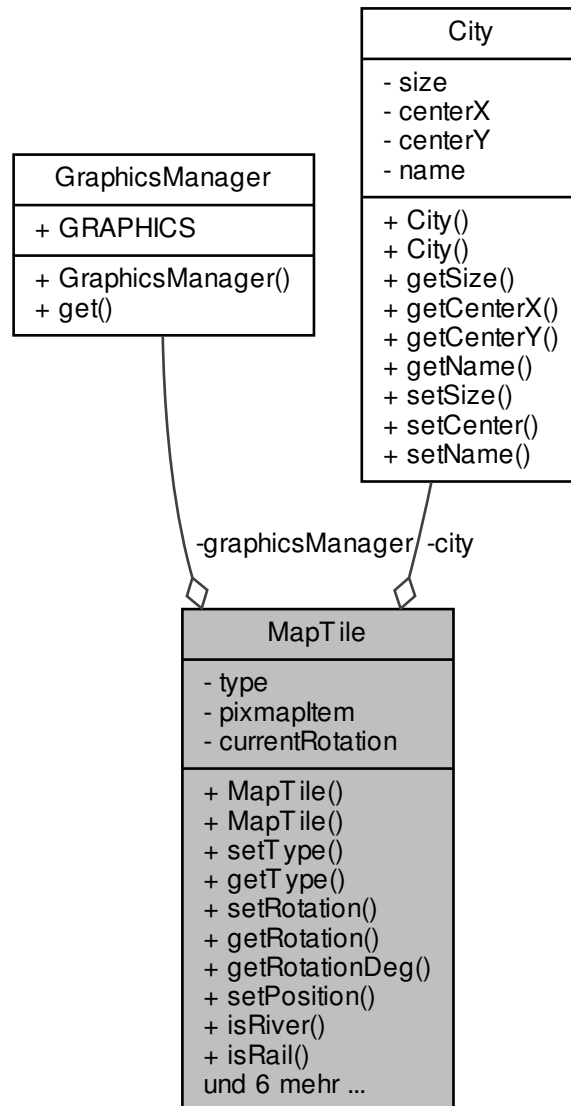 City
- size
- centerX
- centerY
- name
+ City()
+ City()
+ getSize()
+ getCenterX()
+ getCenterY()
+ getName()
+ setSize()
+ setCenter()
+ setName()
GraphicsManager
+ GRAPHICS
+ GraphicsManager()
+ get()
-graphicsManager
-city
MapTile
- type
- pixmapItem
- currentRotation
+ MapTile()
+ MapTile()
+ setType()
+ getType()
+ setRotation()
+ getRotation()
+ getRotationDeg()
+ setPosition()
+ isRiver()
+ isRail()
und 6 mehr ...